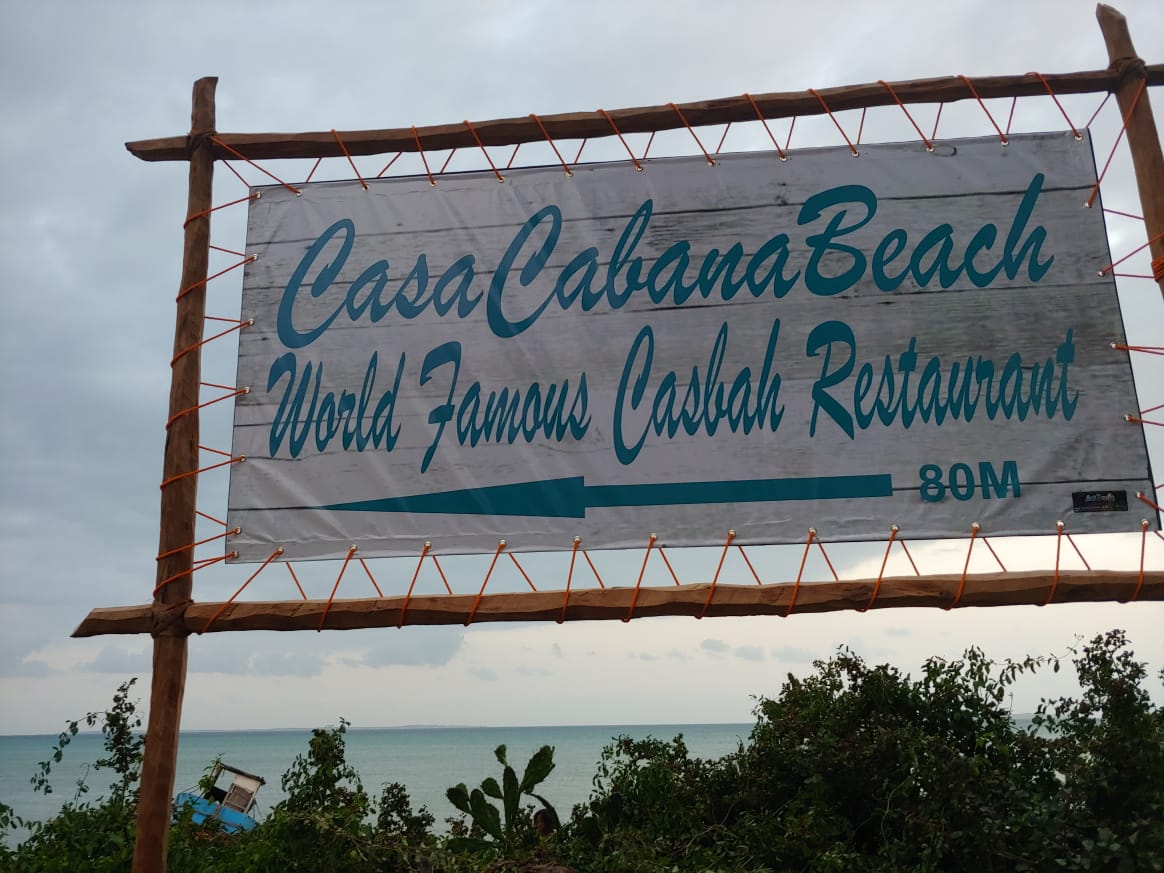 CasaCabanaBeach
World Famous Casbah Restaurant
80M